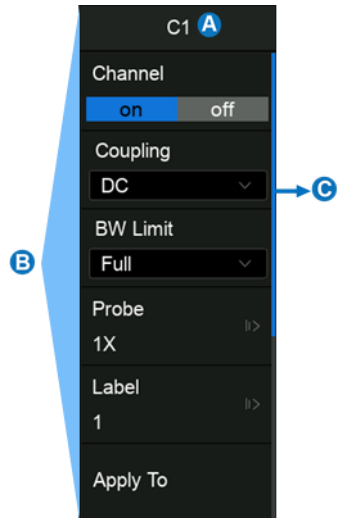 C1 A
Channel
on off
Coupling
DC
C
BW Limit
B
Full
Probe
1X
Label
1
Apply To